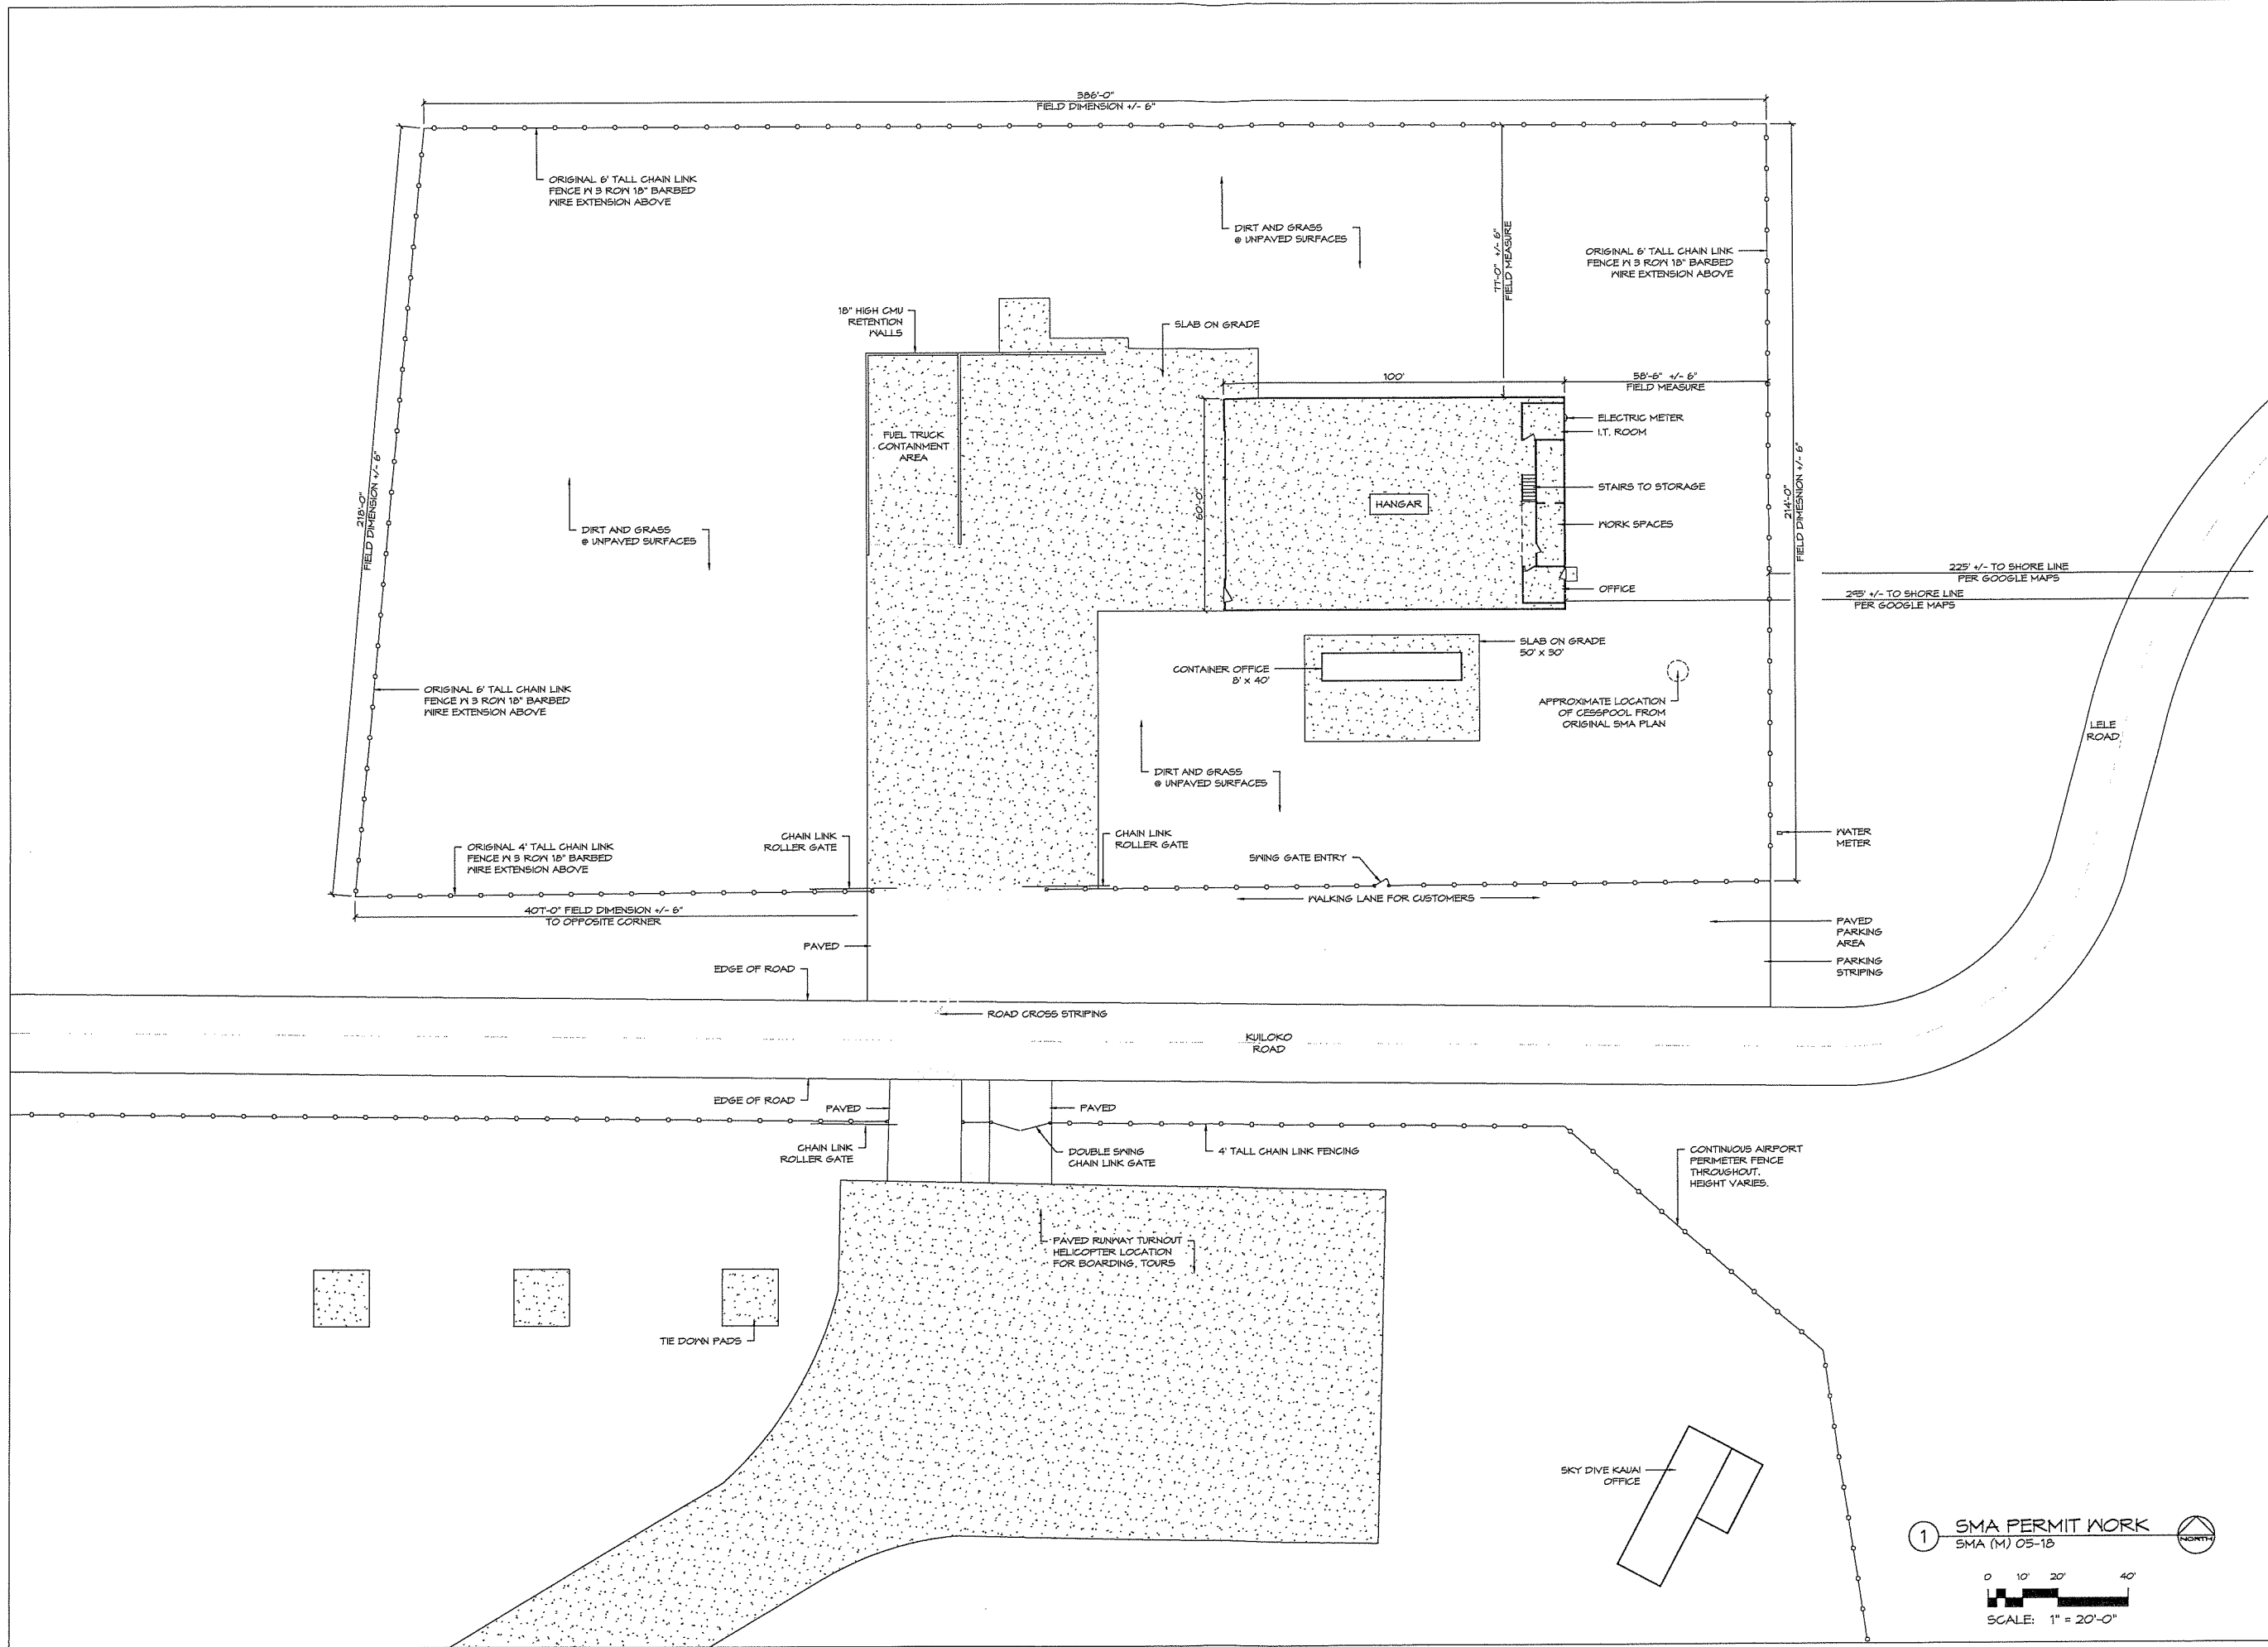 386'-0"
FIELD DIMENSION +/- 6"
ORIGINAL 6' TALL CHAIN LINK
FENCE W 3 ROW 18" BARBED
WIRE EXTENSION ABOVE
DIRT AND GRASS
@ UNPAVED SURFACES
77'-0" +/- 6"
FIELD MEASURE
ORIGINAL 6' TALL CHAIN LINK
FENCE W 3 ROW 18" BARBED
WIRE EXTENSION ABOVE
18" HIGH CMU
RETENTION
WALLS
SLAB ON GRADE
100'
58'-6" +/- 6"
FIELD MEASURE
ELECTRIC METER
I.T. ROOM
FUEL TRUCK
CONTAINMENT
AREA
218'-0"
FIELD DIMENSION +/- 6"
60'-0"
HANGAR
STAIRS TO STORAGE
WORK SPACES
214'-0"
FIELD DIMESNION +/- 6"
DIRT AND GRASS
@ UNPAVED SURFACES
OFFICE
225' +/- TO SHORE LINE
PER GOOGLE MAPS
295' +/- TO SHORE LINE
PER GOOGLE MAPS
SLAB ON GRADE
50' X 30'
CONTAINER OFFICE
8' X 40'
ORIGINAL 6' TALL CHAIN LINK
FENCE W 3 ROW 18" BARBED
WIRE EXTENSION ABOVE
APPROXIMATE LOCATION
OF CESSPOOL FROM
ORIGINAL SMA PLAN
LELE
ROAD
DIRT AND GRASS
@ UNPAVED SURFACES
CHAIN LINK
ROLLER GATE
CHAIN LINK
ROLLER GATE
WATER
METER
ORIGINAL 4' TALL CHAIN LINK
FENCE W 3 ROW 18" BARBED
WIRE EXTENSION ABOVE
SWING GATE ENTRY
WALKING LANE FOR CUSTOMERS
407'-0" FIELD DIMENSION +/- 6"
TO OPPOSITE CORNER
PAVED
PAVED
PARKING
AREA
EDGE OF ROAD
PARKING
STRIPING
ROAD CROSS STRIPING
KUILOKO
ROAD
EDGE OF ROAD
PAVED
PAVED
CHAIN LINK
ROLLER GATE
DOUBLE SWING
CHAIN LINK GATE
4' TALL CHAIN LINK FENCING
CONTINUOUS AIRPORT
PERIMETER FENCE
THROUGHOUT.
HEIGHT VARIES.
PAVED RUNWAY TURNOUT
HELICOPTER LOCATION
FOR BOARDING, TOURS
TIE DOWN PADS
SKY DIVE KAUAI
OFFICE
1
SMA PERMIT WORK
SMA (M) 05-18
NORTH
0 10' 20' 40'
SCALE: 1" = 20'-0"